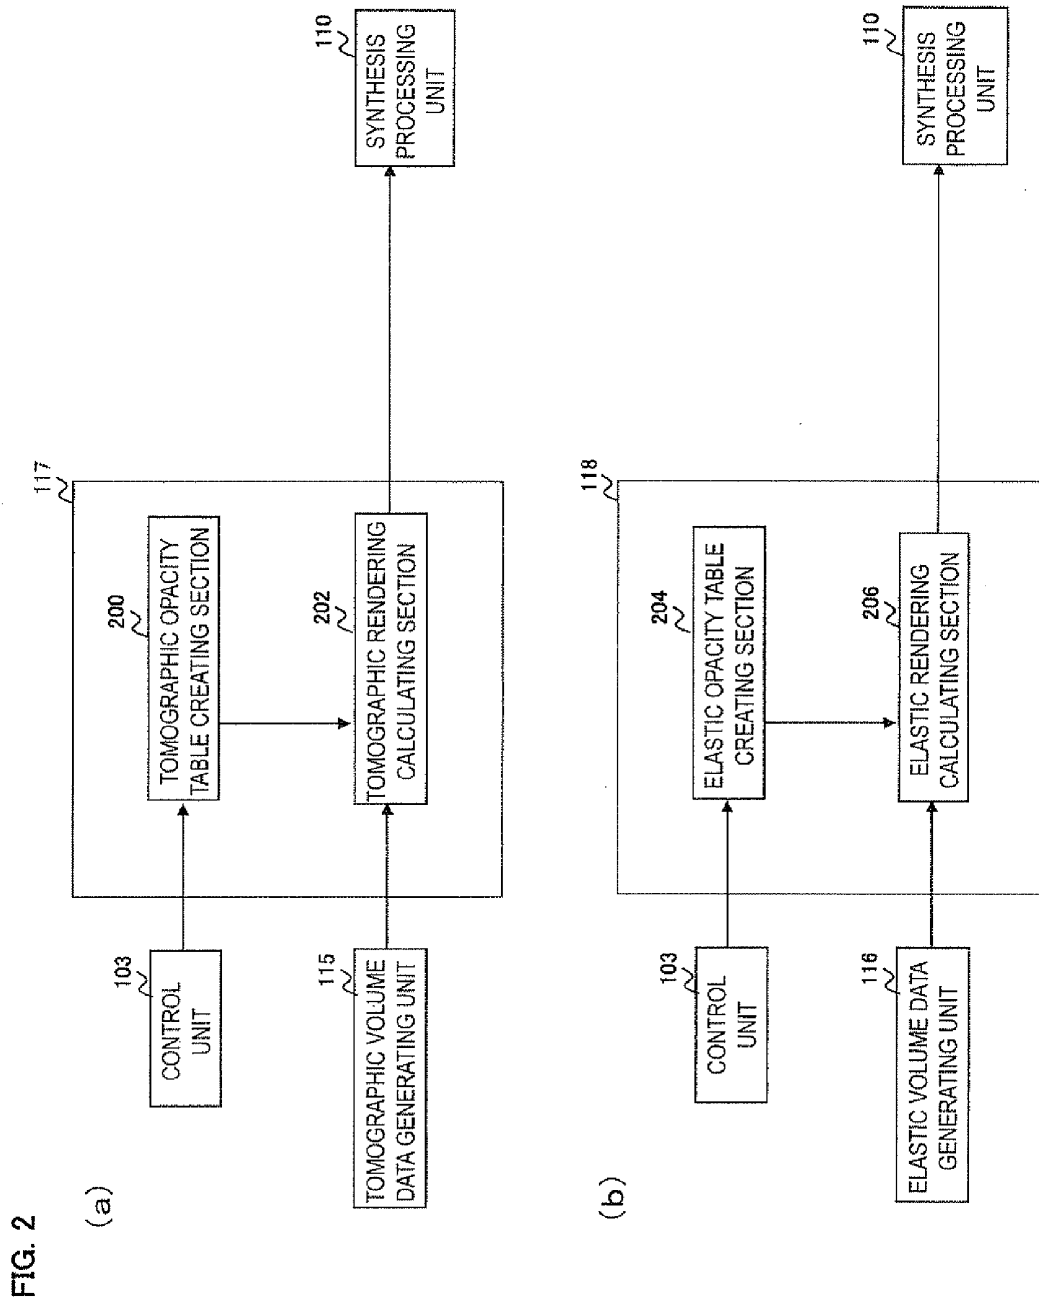 FIG. 2
(a)
103
CONTROL
UNIT
115
TOMOGRAPHIC VOLUME
DATA GENERATING UNIT
117
200
TOMOGRAPHIC OPACITY
TABLE CREATING SECTION
202
TOMOGRAPHIC RENDERING
CALCULATING SECTION
110
SYNTHESIS
PROCESSING
UNIT
(b)
103
CONTROL
UNIT
116
ELASTIC VOLUME DATA
GENERATING UNIT
118
204
ELASTIC OPACITY TABLE
CREATING SECTION
206
ELASTIC RENDERING
CALCULATING SECTION
110
SYNTHESIS
PROCESSING
UNIT